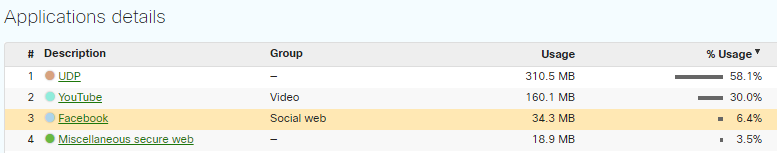 Applications details
# Description Group Usage % Usage ▼
1 UDP – 310.5 MB 58.1%
2 YouTube Video 160.1 MB 30.0%
3 Facebook Social web 34.3 MB 6.4%
4 Miscellaneous secure web – 18.9 MB 3.5%